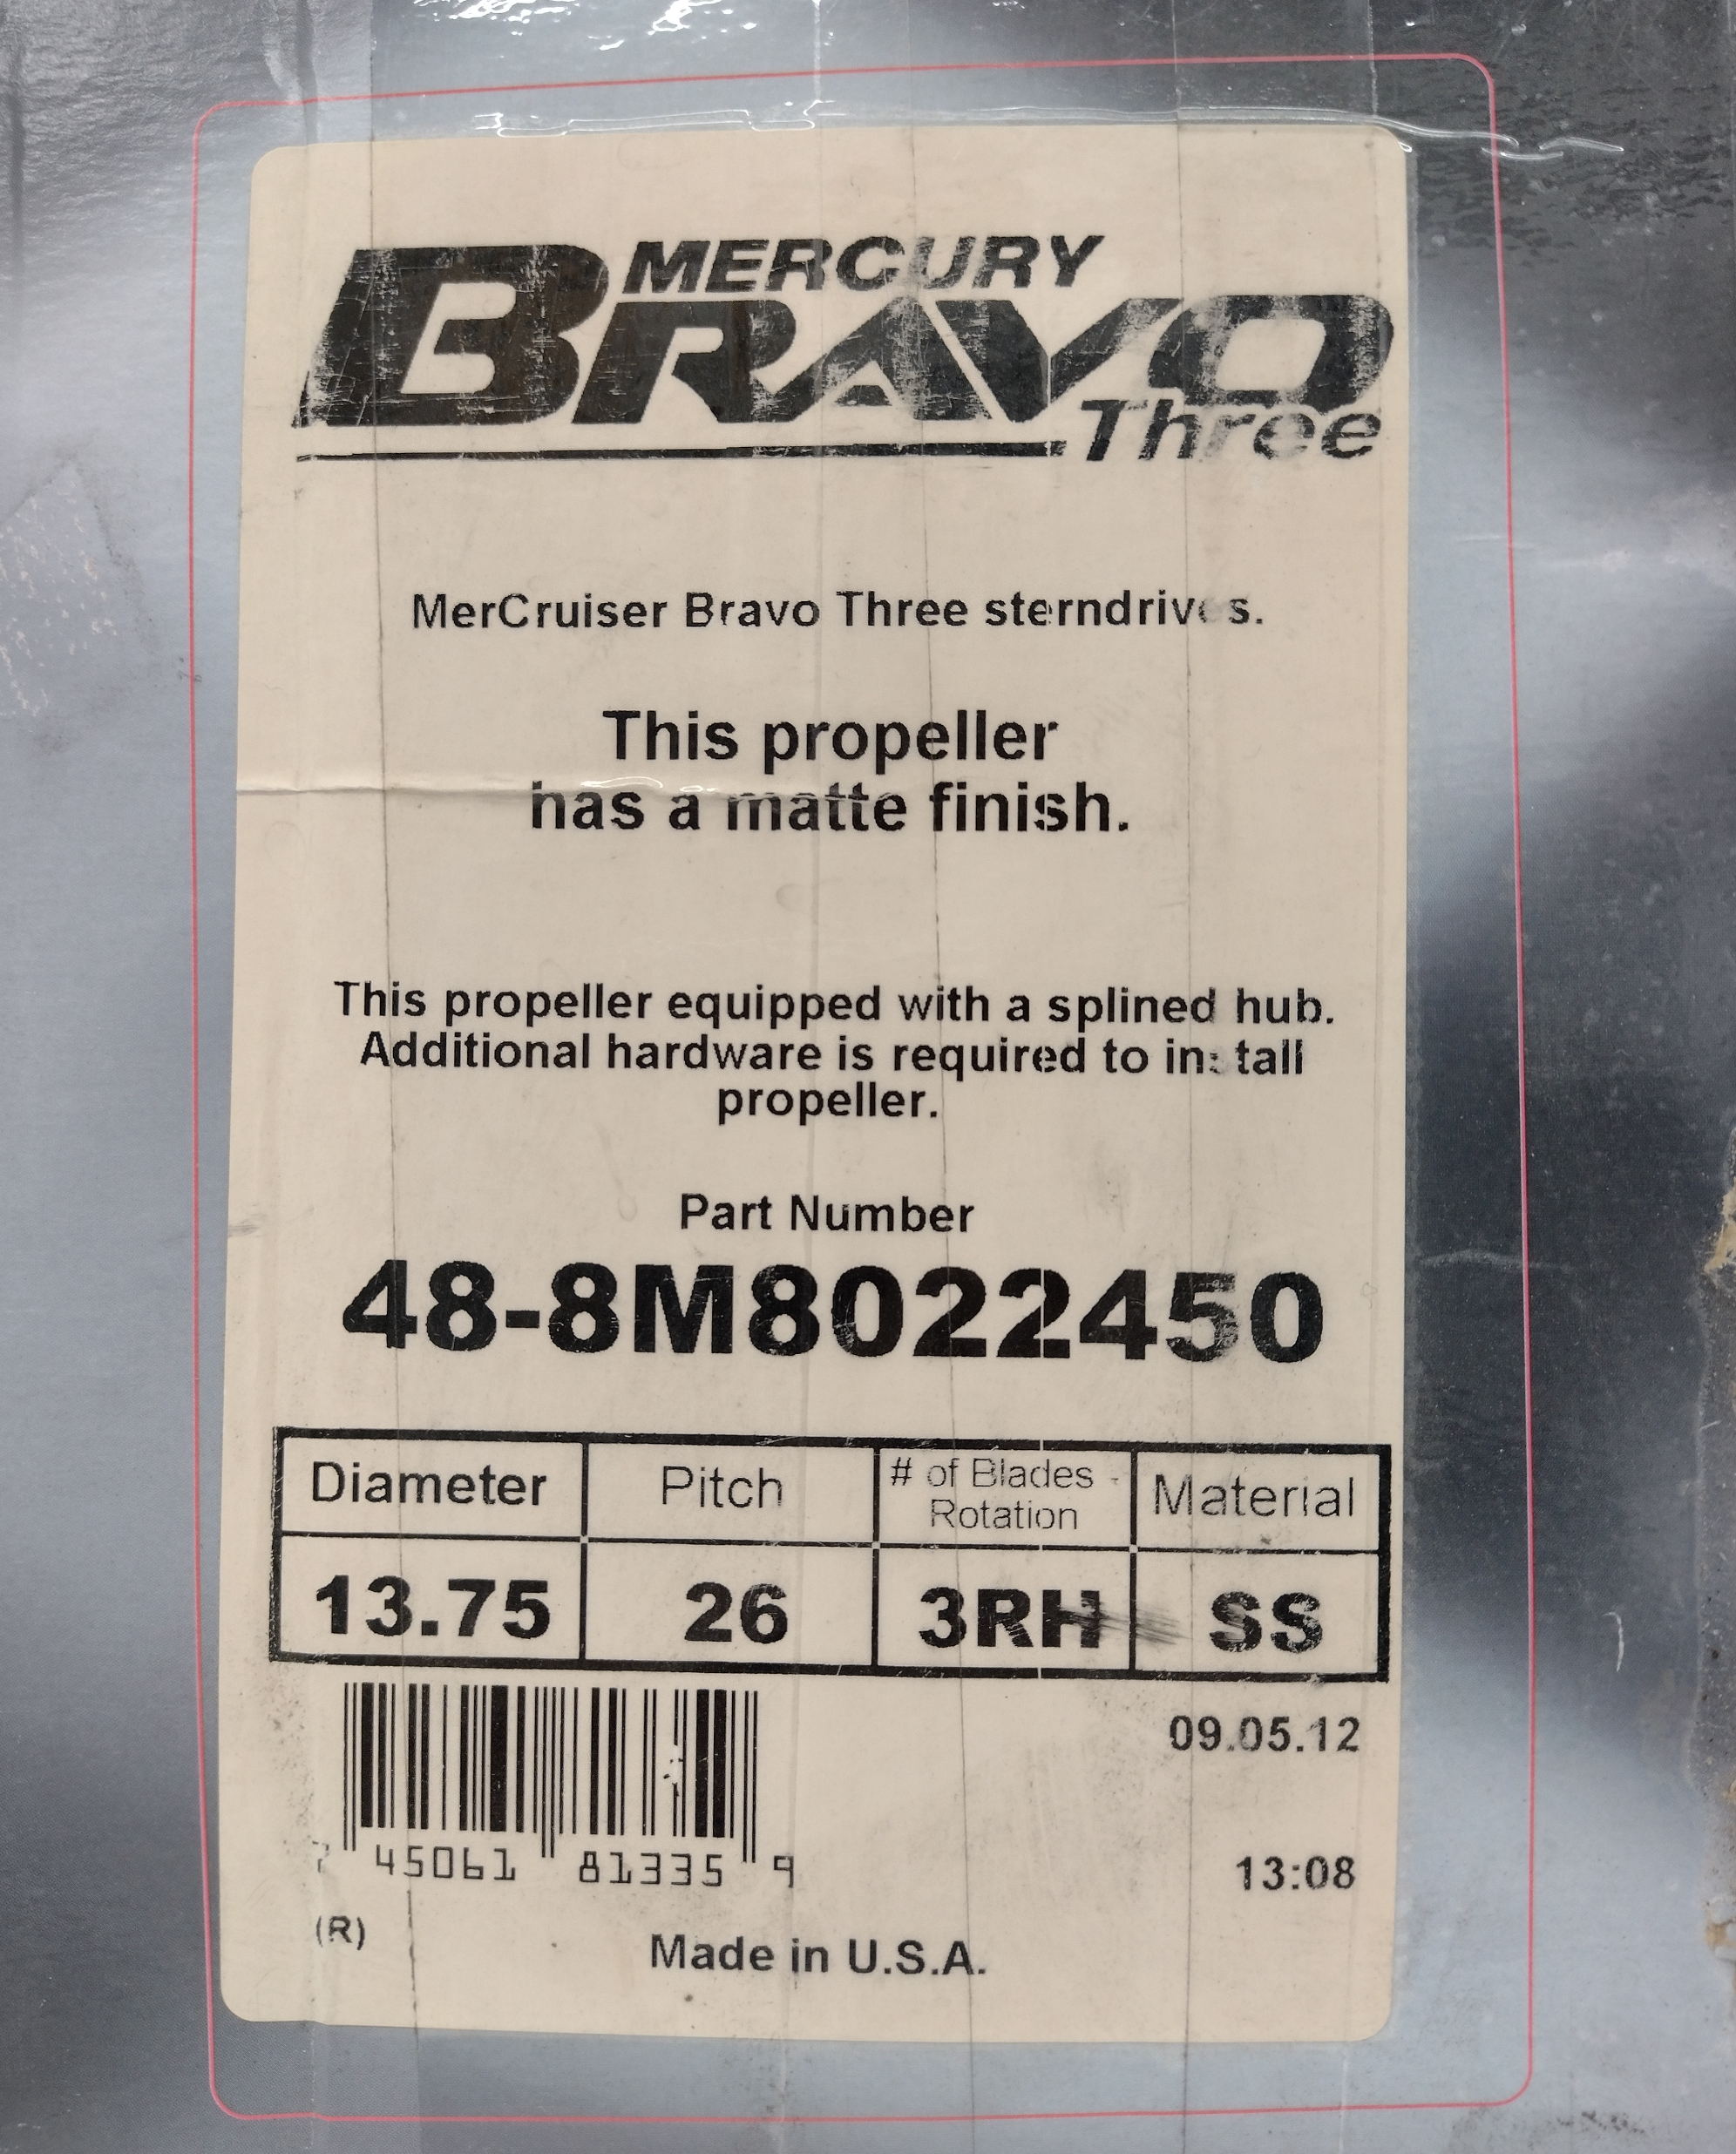 MERCURY
BRAVO
Three
MerCruiser Bravo Three sterndrives.
This propeller
has a matte finish.
This propeller equipped with a splined hub.
Additional hardware is required to install
propeller.
Part Number
48-8M8022450
Diameter Pitch # of Blades - Rotation Material
13.75 26 3RH SS
09.05.12
7 45061 81335 9
13:08
(R)
Made in U.S.A.